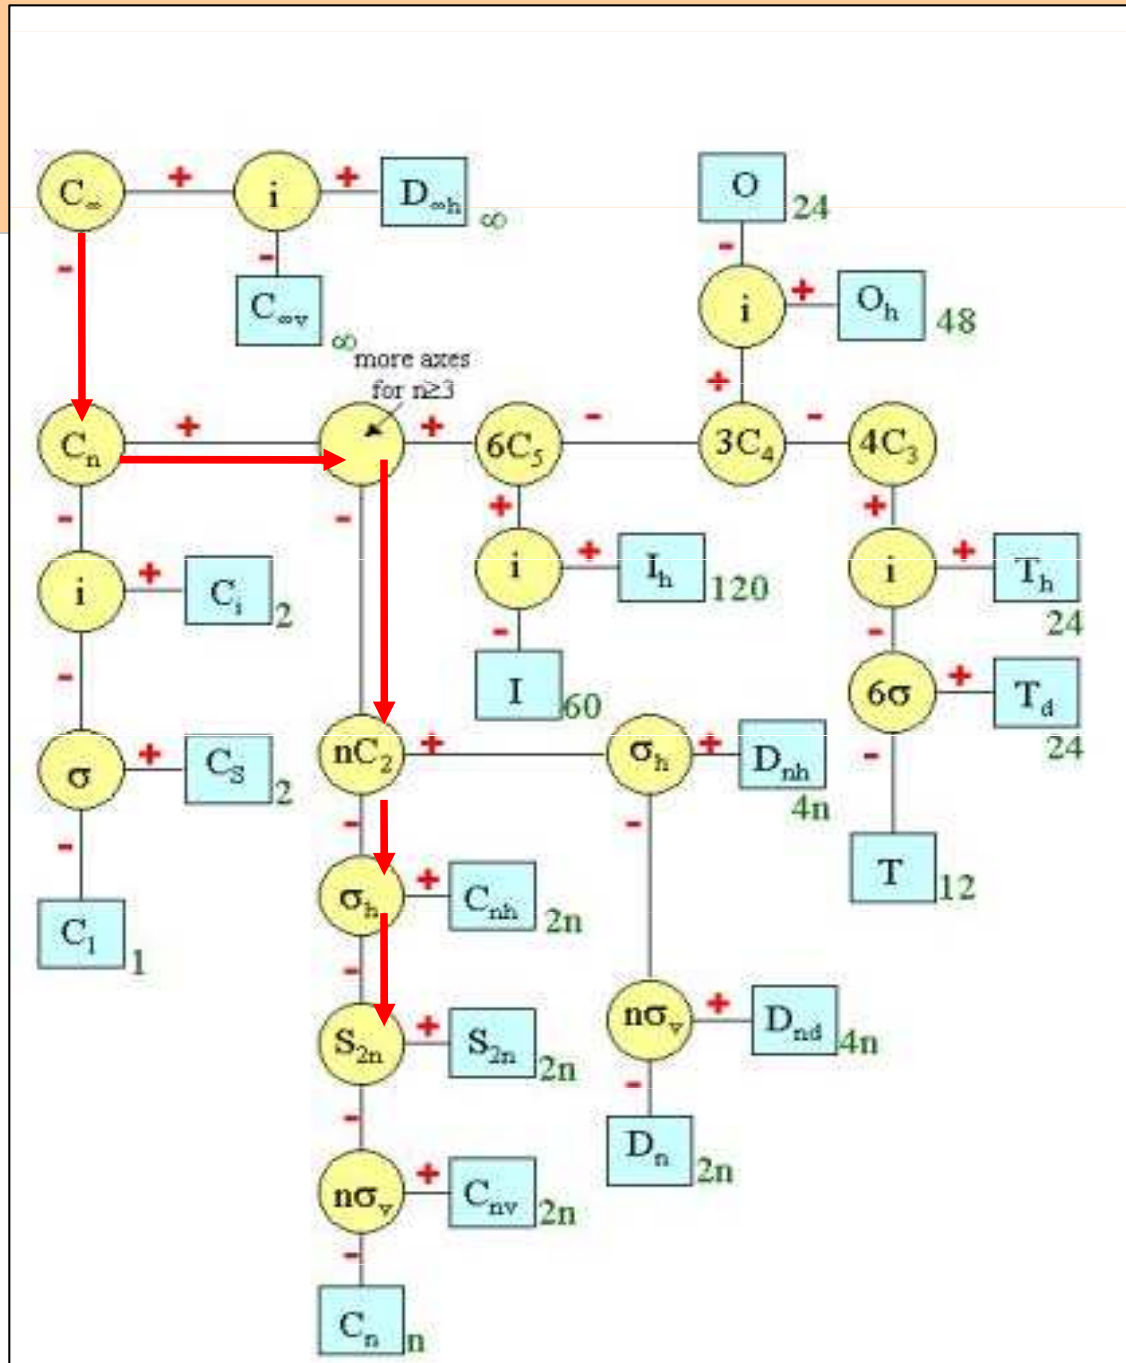 C∞ + i + D∞h ∞
-
-
C∞v ∞
O 24
-
i + Oh 48
+
more axes
for n≥3
Cn + + 6C5 - 3C4 - 4C3
-
i + Ci 2
-
σ + CS 2
-
C1 1
-
+
i + Ih 120
-
I 60
+
i + Th 24
-
6σ + Td 24
-
T 12
nC2 + σh + Dnh 4n
-
σh + Cnh 2n
-
S2n + S2n 2n
-
nσv + Cnv 2n
-
Cn n
-
nσv + Dnd 4n
-
Dn 2n